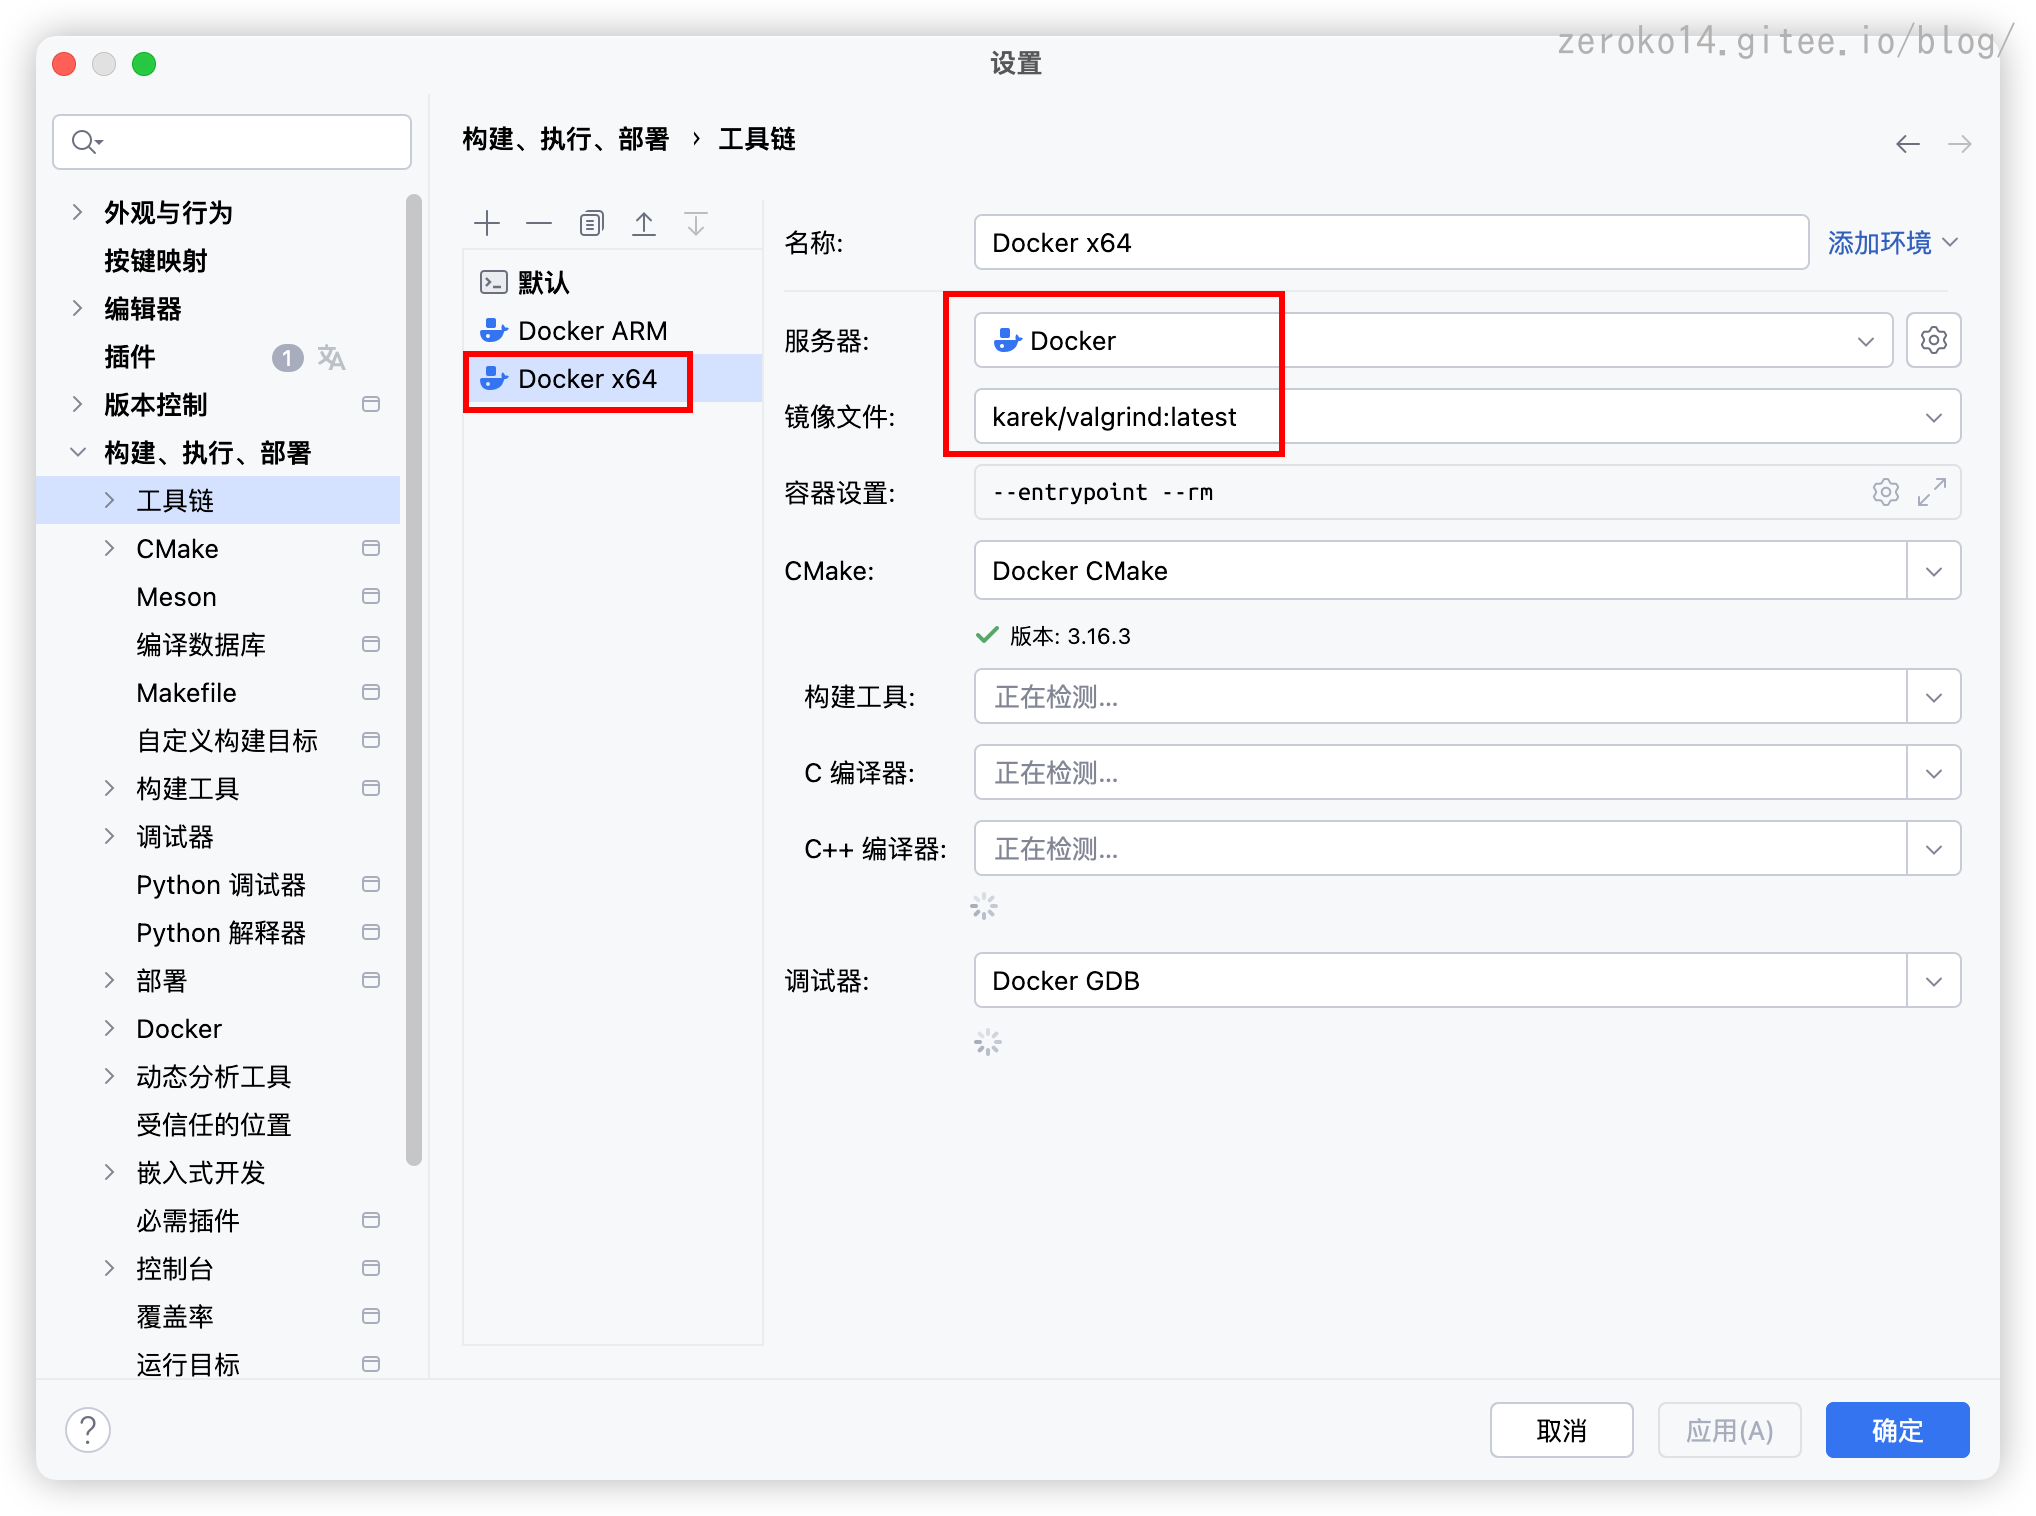 zeroko14.gitee.io/blog/
设置
外观与行为
按键映射
编辑器
插件 1
版本控制
构建、执行、部署
工具链
CMake
Meson
编译数据库
Makefile
自定义构建目标
构建工具
调试器
Python 调试器
Python 解释器
部署
Docker
动态分析工具
受信任的位置
嵌入式开发
必需插件
控制台
覆盖率
运行目标
构建、执行、部署 › 工具链
默认
Docker ARM
Docker x64
名称: Docker x64 添加环境
服务器: Docker
镜像文件: karek/valgrind:latest
容器设置: --entrypoint --rm
CMake: Docker CMake
版本: 3.16.3
构建工具: 正在检测...
C 编译器: 正在检测...
C++ 编译器: 正在检测...
调试器: Docker GDB
?
取消 应用(A) 确定